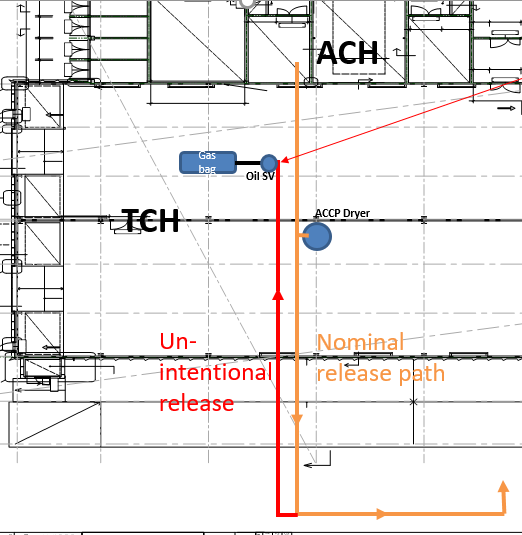 ACH
Gas
bag
Oil SV
TCH
ACCP Dryer
Un-
intentional
release
Nominal
release path